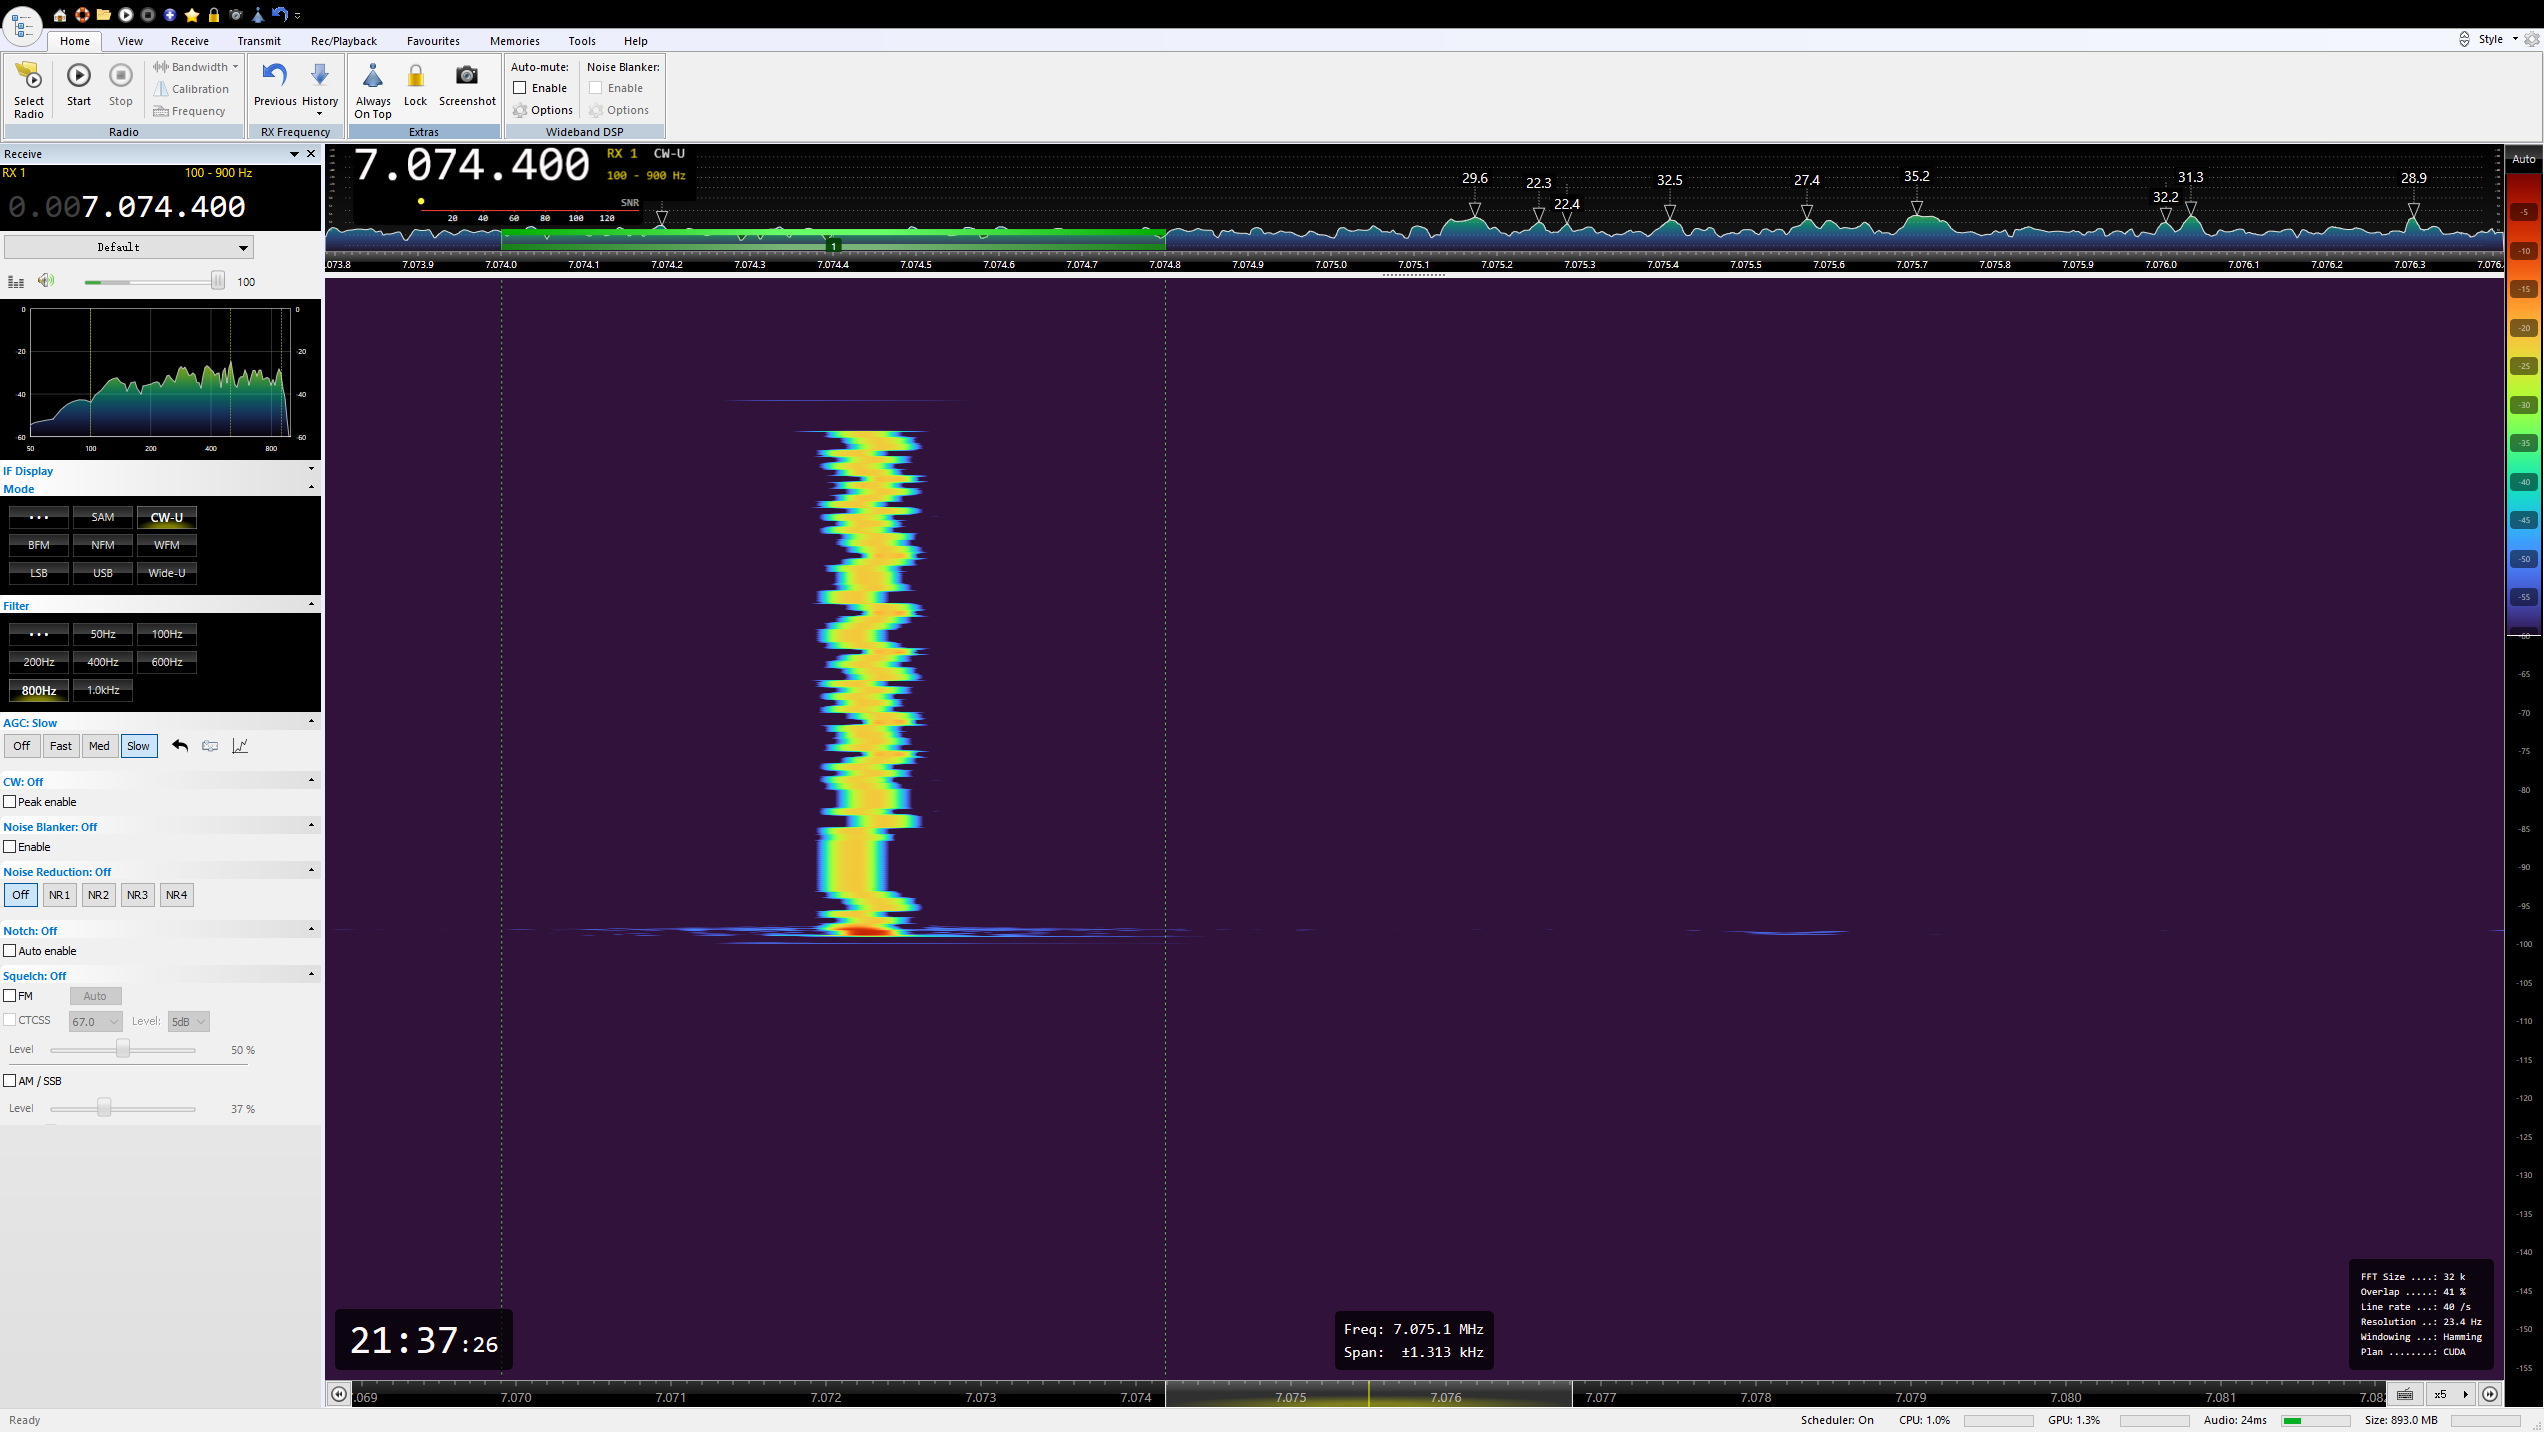 Home View Receive Transmit Rec/Playback Favourites Memories Tools Help Style
Select Radio
Start
Stop
Bandwidth
Calibration
Frequency
Radio
Previous
History
RX Frequency
Always On Top
Lock
Screenshot
Extras
Auto-mute:
Enable
Options
Noise Blanker:
Enable
Options
Wideband DSP
Receive
RX 1 100 - 900 Hz
0.007.074.400
Default
100
0 0
-20 -20
-40 -40
-60 -60
50 100 200 400 800
IF Display
Mode
••• SAM CW-U
BFM NFM WFM
LSB USB Wide-U
Filter
••• 50Hz 100Hz
200Hz 400Hz 600Hz
800Hz 1.0kHz
AGC: Slow
Off Fast Med Slow
CW: Off
Peak enable
Noise Blanker: Off
Enable
Noise Reduction: Off
Off NR1 NR2 NR3 NR4
Notch: Off
Auto enable
Squelch: Off
FM Auto
CTCSS 67.0 Level: 5dB
Level 50 %
AM / SSB
Level 37 %
7.074.400 RX 1 CW-U
100 - 900 Hz
SNR
20 40 60 80 100 120
29.6 22.3 22.4 32.5 27.4 35.2 32.2 31.3 28.9
1
.073.8 7.073.9 7.074.0 7.074.1 7.074.2 7.074.3 7.074.4 7.074.5 7.074.6 7.074.7 7.074.8 7.074.9 7.075.0 7.075.1 7.075.2 7.075.3 7.075.4 7.075.5 7.075.6 7.075.7 7.075.8 7.075.9 7.076.0 7.076.1 7.076.2 7.076.3 7.076.
Auto
-5
-10
-15
-20
-25
-30
-35
-40
-45
-50
-55
-60
-65
-70
-75
-80
-85
-90
-95
-100
-105
-110
-115
-120
-125
-130
-135
-140
-145
-150
-155
21:37:26
Freq: 7.075.1 MHz
Span: ±1.313 kHz
FFT Size ....: 32 k
Overlap .....: 41 %
Line rate ...: 40 /s
Resolution ..: 23.4 Hz
Windowing ...: Hamming
Plan ........: CUDA
.069 7.070 7.071 7.072 7.073 7.074 7.075 7.076 7.077 7.078 7.079 7.080 7.081 7.08 x5
Ready Scheduler: On CPU: 1.0% GPU: 1.3% Audio: 24ms Size: 893.0 MB